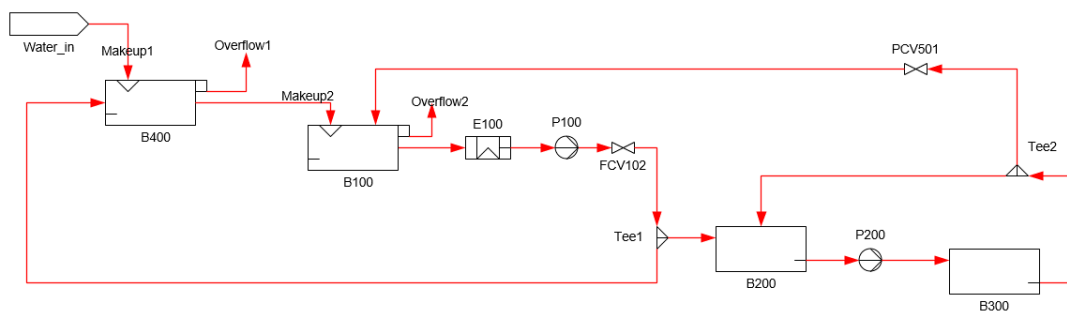 Water_in
Makeup1
Overflow1
PCV501
B400
Makeup2
Overflow2
E100
P100
B100
FCV102
Tee2
Tee1
P200
B200
B300